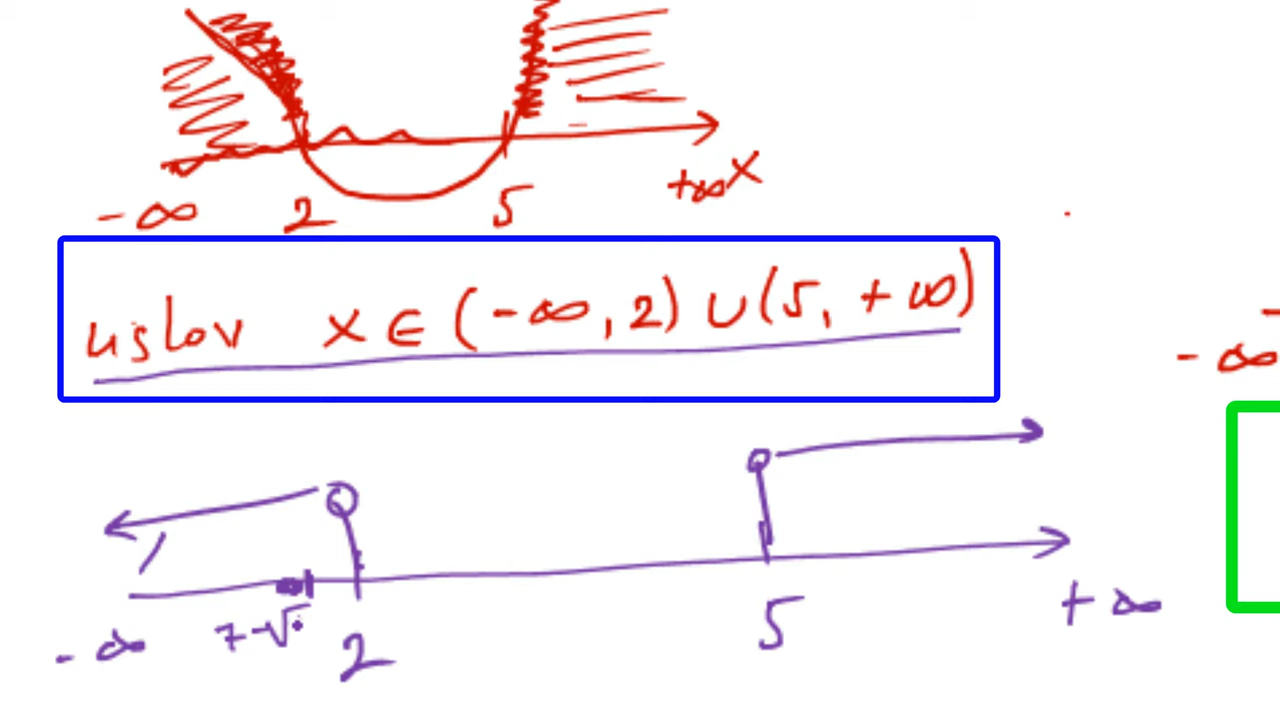 -∞ 2 5 +∞ X
uslov x ∈ (-∞, 2) ∪ (5, +∞)
- ∞
7-√
-∞ 2 5 +∞